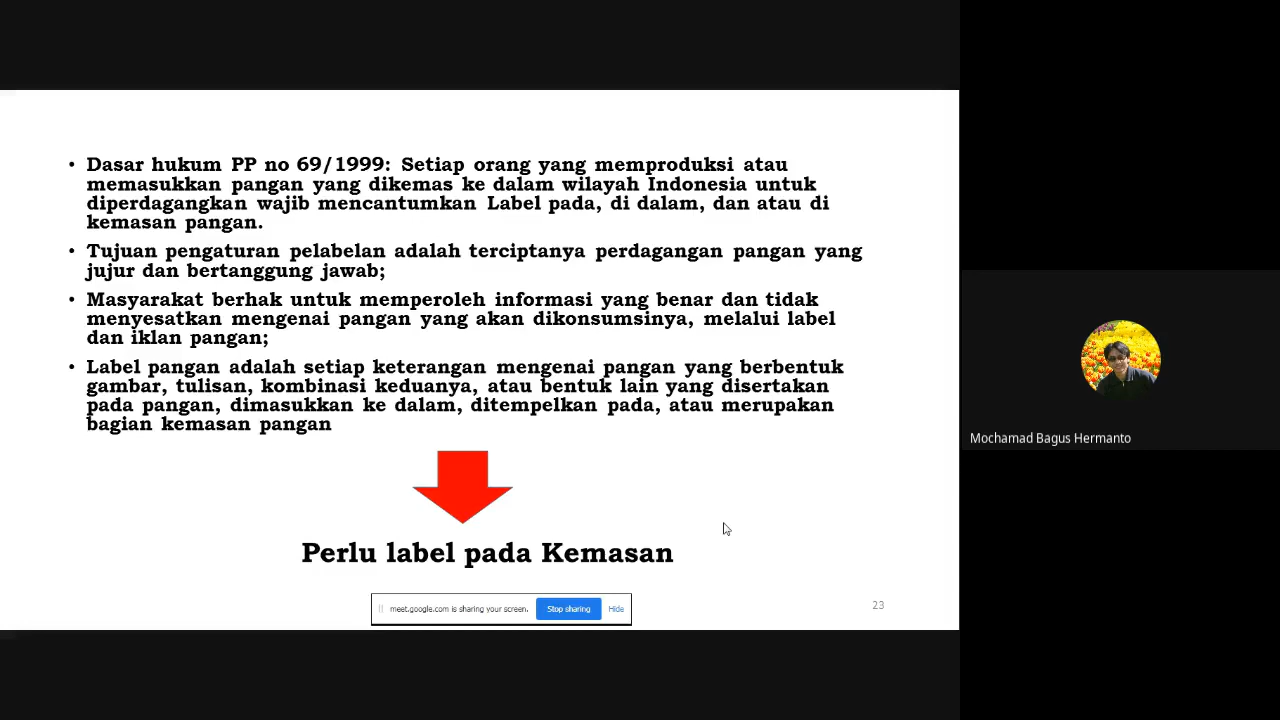 • Dasar hukum PP no 69/1999: Setiap orang yang memproduksi atau
memasukkan pangan yang dikemas ke dalam wilayah Indonesia untuk
diperdagangkan wajib mencantumkan Label pada, di dalam, dan atau di
kemasan pangan.
• Tujuan pengaturan pelabelan adalah terciptanya perdagangan pangan yang
jujur dan bertanggung jawab;
• Masyarakat berhak untuk memperoleh informasi yang benar dan tidak
menyesatkan mengenai pangan yang akan dikonsumsinya, melalui label
dan iklan pangan;
• Label pangan adalah setiap keterangan mengenai pangan yang berbentuk
gambar, tulisan, kombinasi keduanya, atau bentuk lain yang disertakan
pada pangan, dimasukkan ke dalam, ditempelkan pada, atau merupakan
bagian kemasan pangan
Perlu label pada Kemasan
meet.google.com is sharing your screen. Stop sharing Hide
23
Mochamad Bagus Hermanto